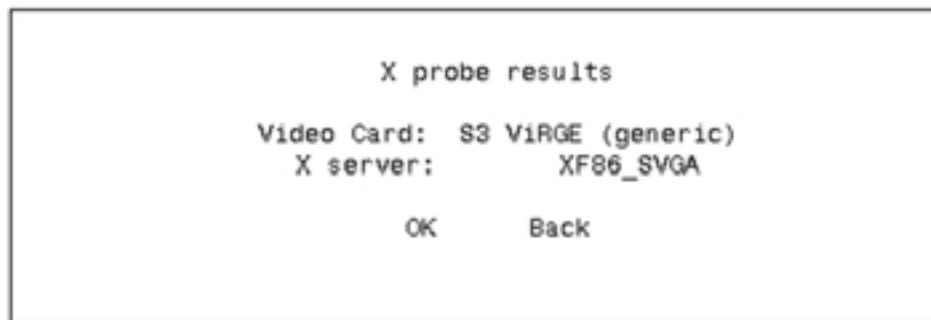 X probe results
Video Card: S3 ViRGE (generic)
X server: XF86_SVGA
OK Back